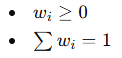 • wᵢ ≥ 0
• ∑ wᵢ = 1